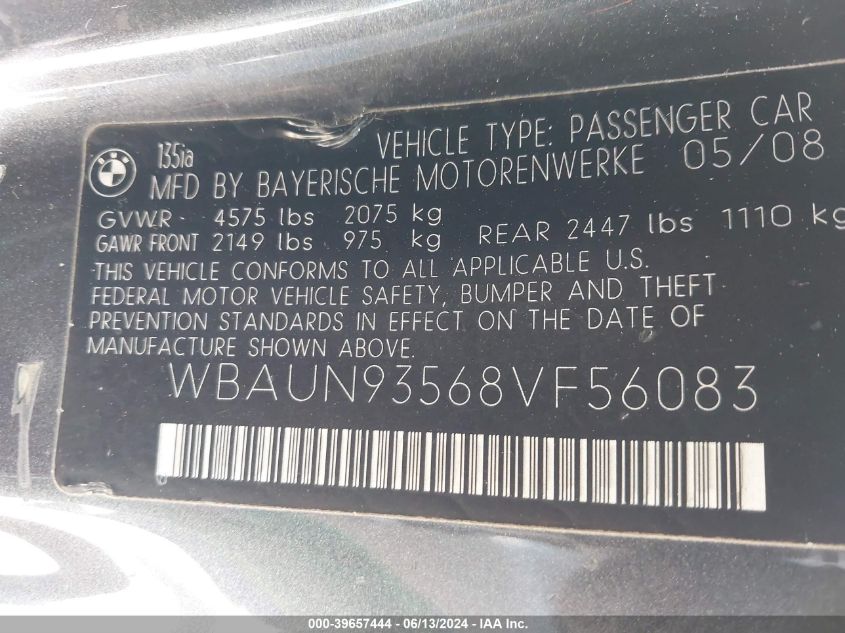 135ia VEHICLE TYPE: PASSENGER CAR
MFD BY BAYERISCHE MOTORENWERKE 05/08
GVWR 4575 lbs 2075 kg
GAWR FRONT 2149 lbs 975 kg REAR 2447 lbs 1110 kg
THIS VEHICLE CONFORMS TO ALL APPLICABLE U.S.
FEDERAL MOTOR VEHICLE SAFETY, BUMPER AND THEFT
PREVENTION STANDARDS IN EFFECT ON THE DATE OF
MANUFACTURE SHOWN ABOVE.
WBAUN93568VF56083
000-39657444 - 06/13/2024 - IAA Inc.